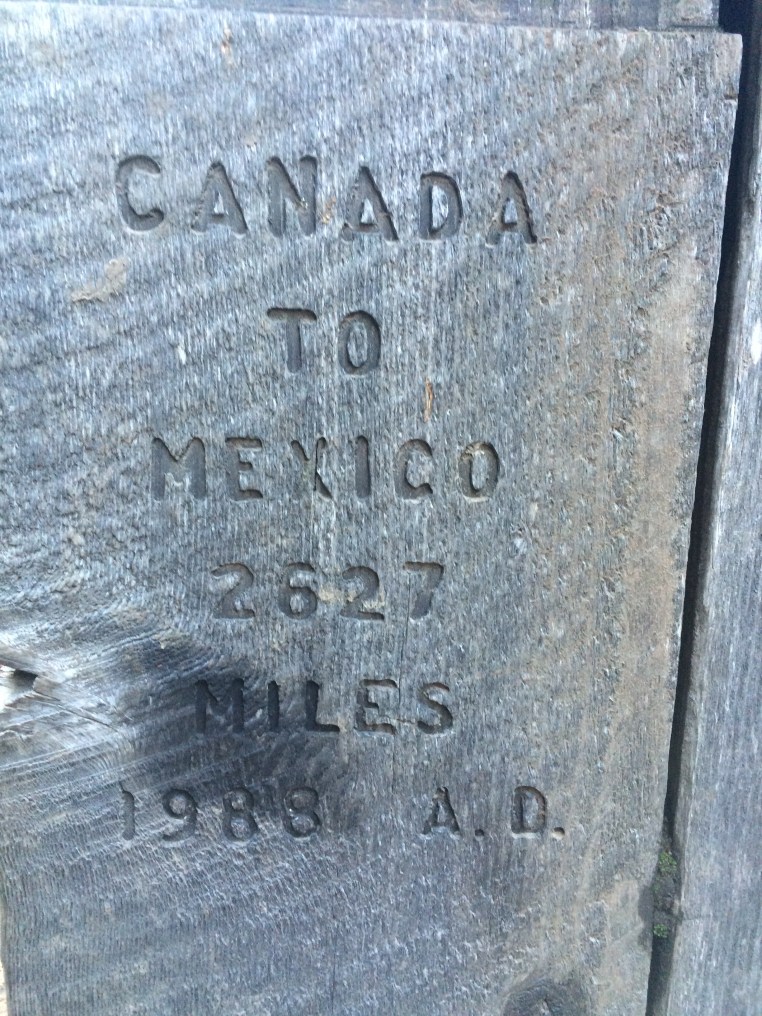 CANADA
TO
MEXICO
2627
MILES
1988 A.D.